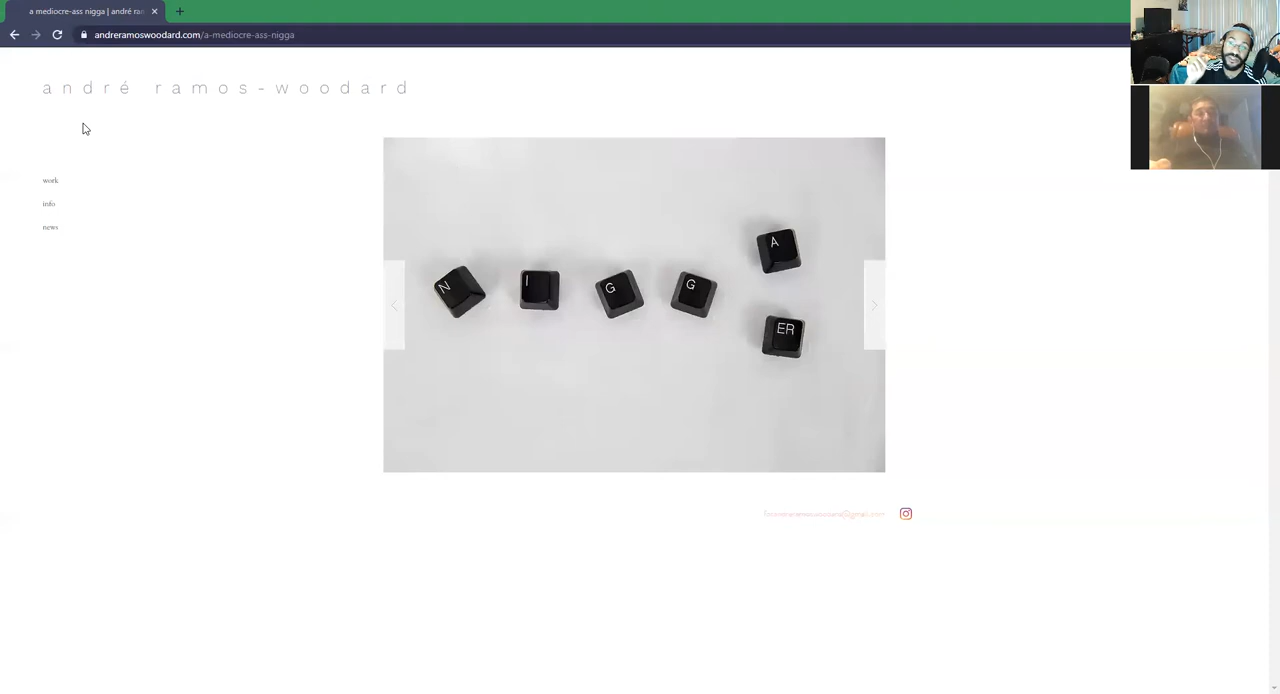 a mediocre-ass nigga | andré ra
andreramoswoodard.com/a-mediocre-ass-nigga
andré ramos-woodard
work
info
news
N I G G A
ER